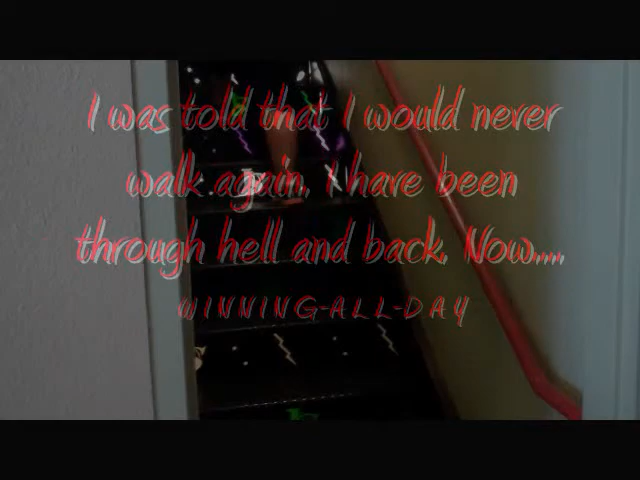 I was told that I would never
walk again. I have been
through hell and back. Now....
WINNING-ALL-DAY